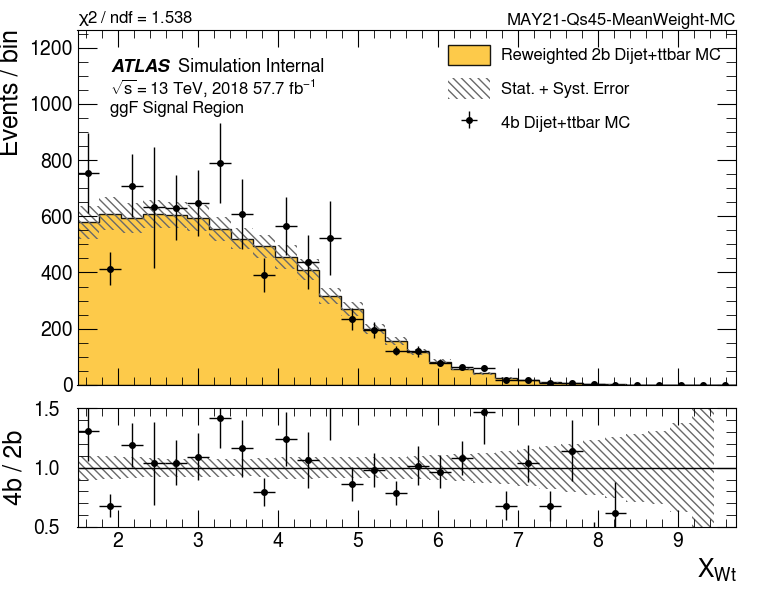 χ² / ndf = 1.538
MAY21-Qs45-MeanWeight-MC
Events / bin
1200
1000
800
600
400
200
0
ATLAS Simulation Internal
√s = 13 TeV, 2018 57.7 fb⁻¹
ggF Signal Region
Reweighted 2b Dijet+ttbar MC
Stat. + Syst. Error
4b Dijet+ttbar MC
4b / 2b
1.5
1.0
0.5
2 3 4 5 6 7 8 9
X_Wt